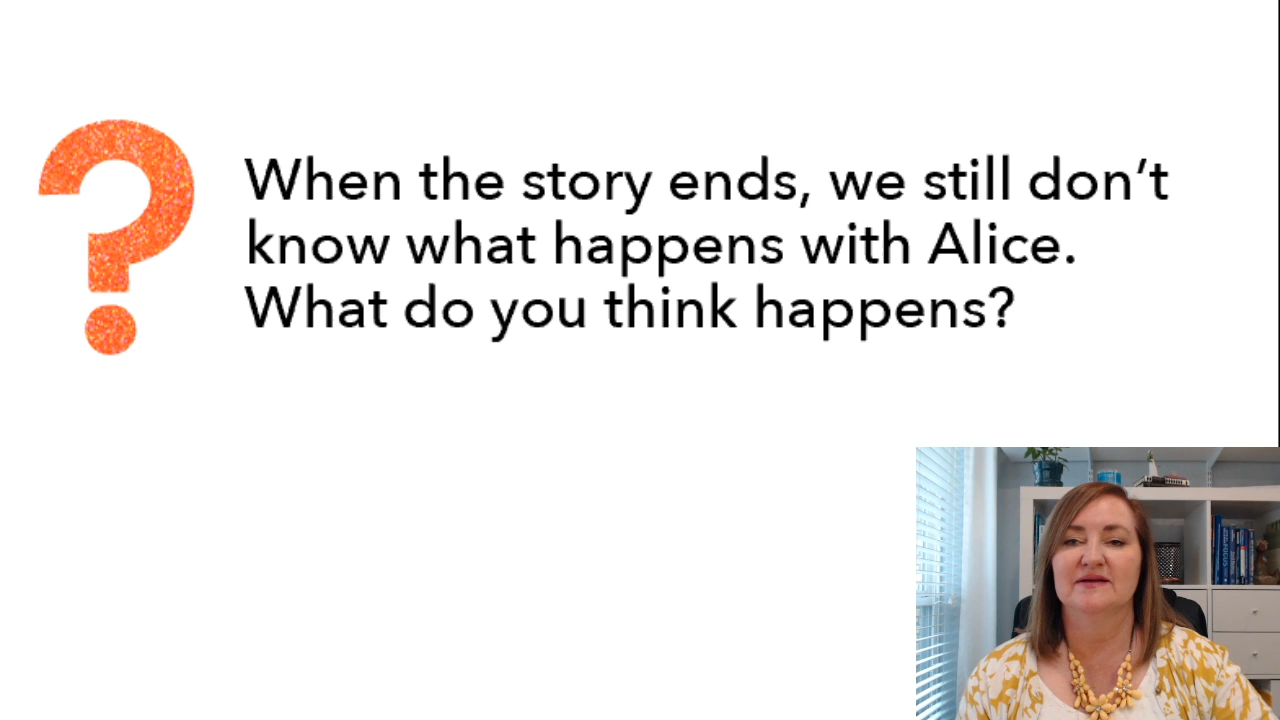 ?
When the story ends, we still don’t
know what happens with Alice.
What do you think happens?